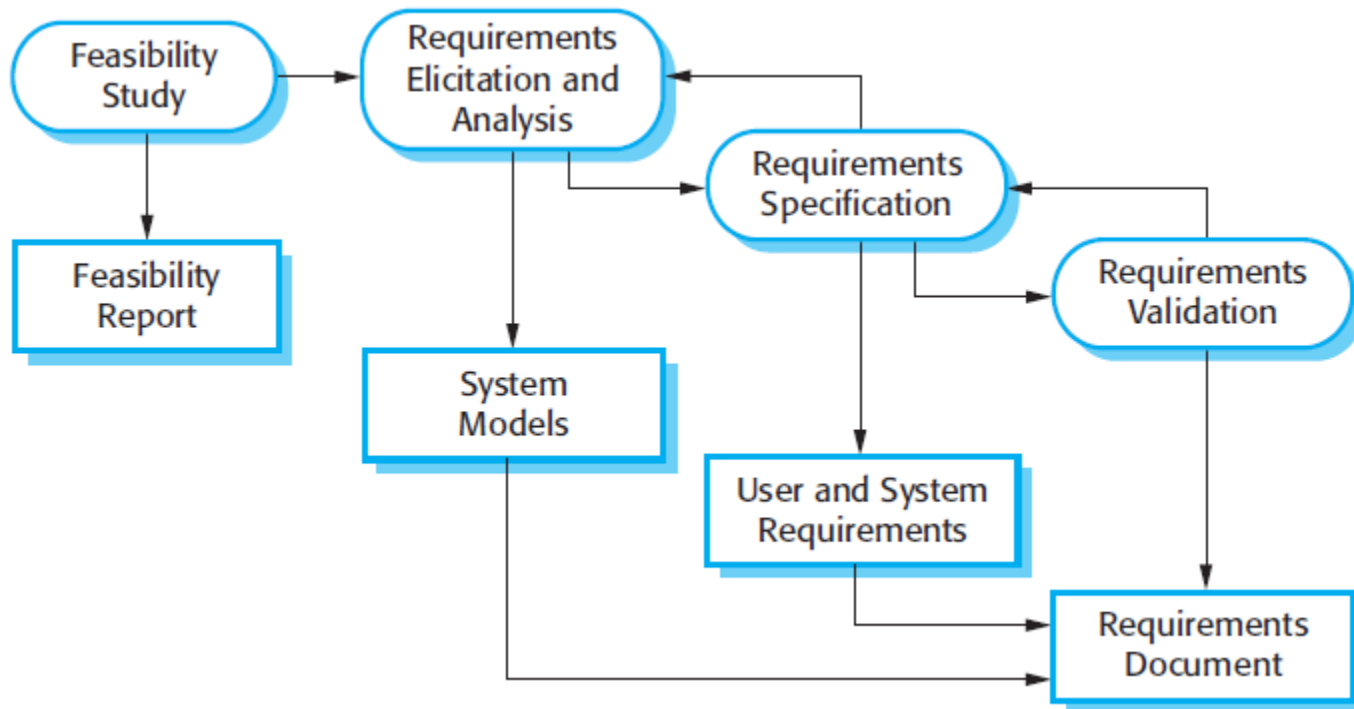 Feasibility
Study
Requirements
Elicitation and
Analysis
Requirements
Specification
Requirements
Validation
Feasibility
Report
System
Models
User and System
Requirements
Requirements
Document